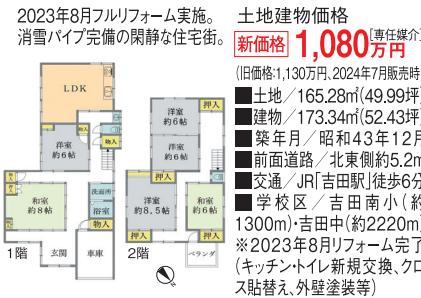 2023年8月フルリフォーム実施。
消雪パイプ完備の閑静な住宅街。
土地建物価格
新価格 1,080万円 [専任媒介]
(旧価格:1,130万円、2024年7月販売時
■土地／165.28㎡(49.99坪)
■建物／173.34㎡(52.43坪)
■築年月／昭和43年12月
■前面道路／北東側約5.2m
■交通／JR「吉田駅」徒歩6分
■学校区／吉田南小(約
1300m)・吉田中(約2220m)
※2023年8月リフォーム完了
(キッチン・トイレ新規交換、クロ
ス貼替え、外壁塗装等)
LDK
物入
物入
洋室
約6帖
押入
和室
約8帖
洗面所
浴室
物入
玄関
車庫
1階
洋室
約6帖
押入
洋室
約6帖
押入
洋室
約8.5帖
和室
約6帖
押入
押入
ベランダ
2階
N